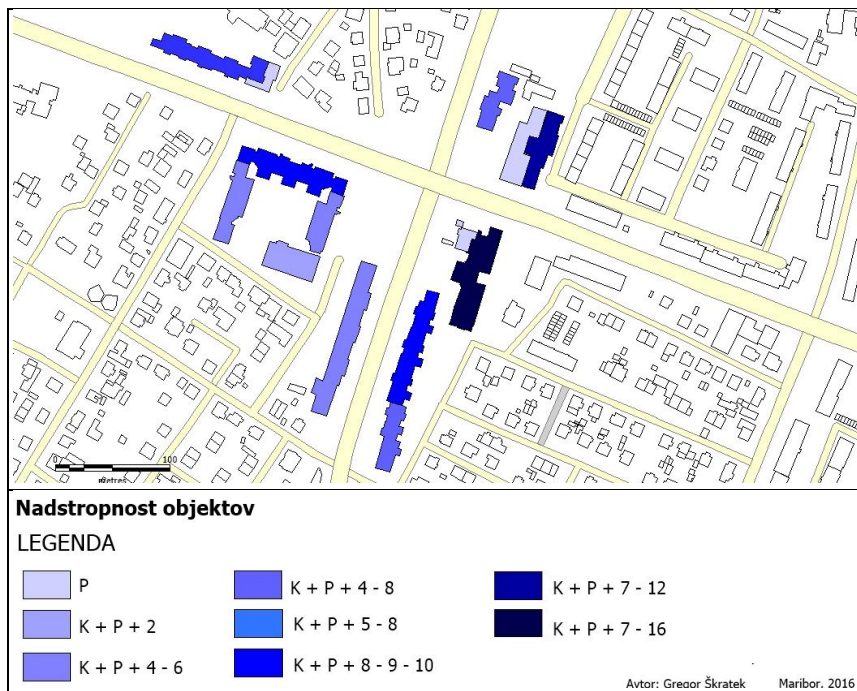 0 100
metres
Nadstropnost objektov
LEGENDA
P
K + P + 2
K + P + 4 - 6
K + P + 4 - 8
K + P + 5 - 8
K + P + 8 - 9 - 10
K + P + 7 - 12
K + P + 7 - 16
Avtor: Gregor Škratek Maribor, 2016